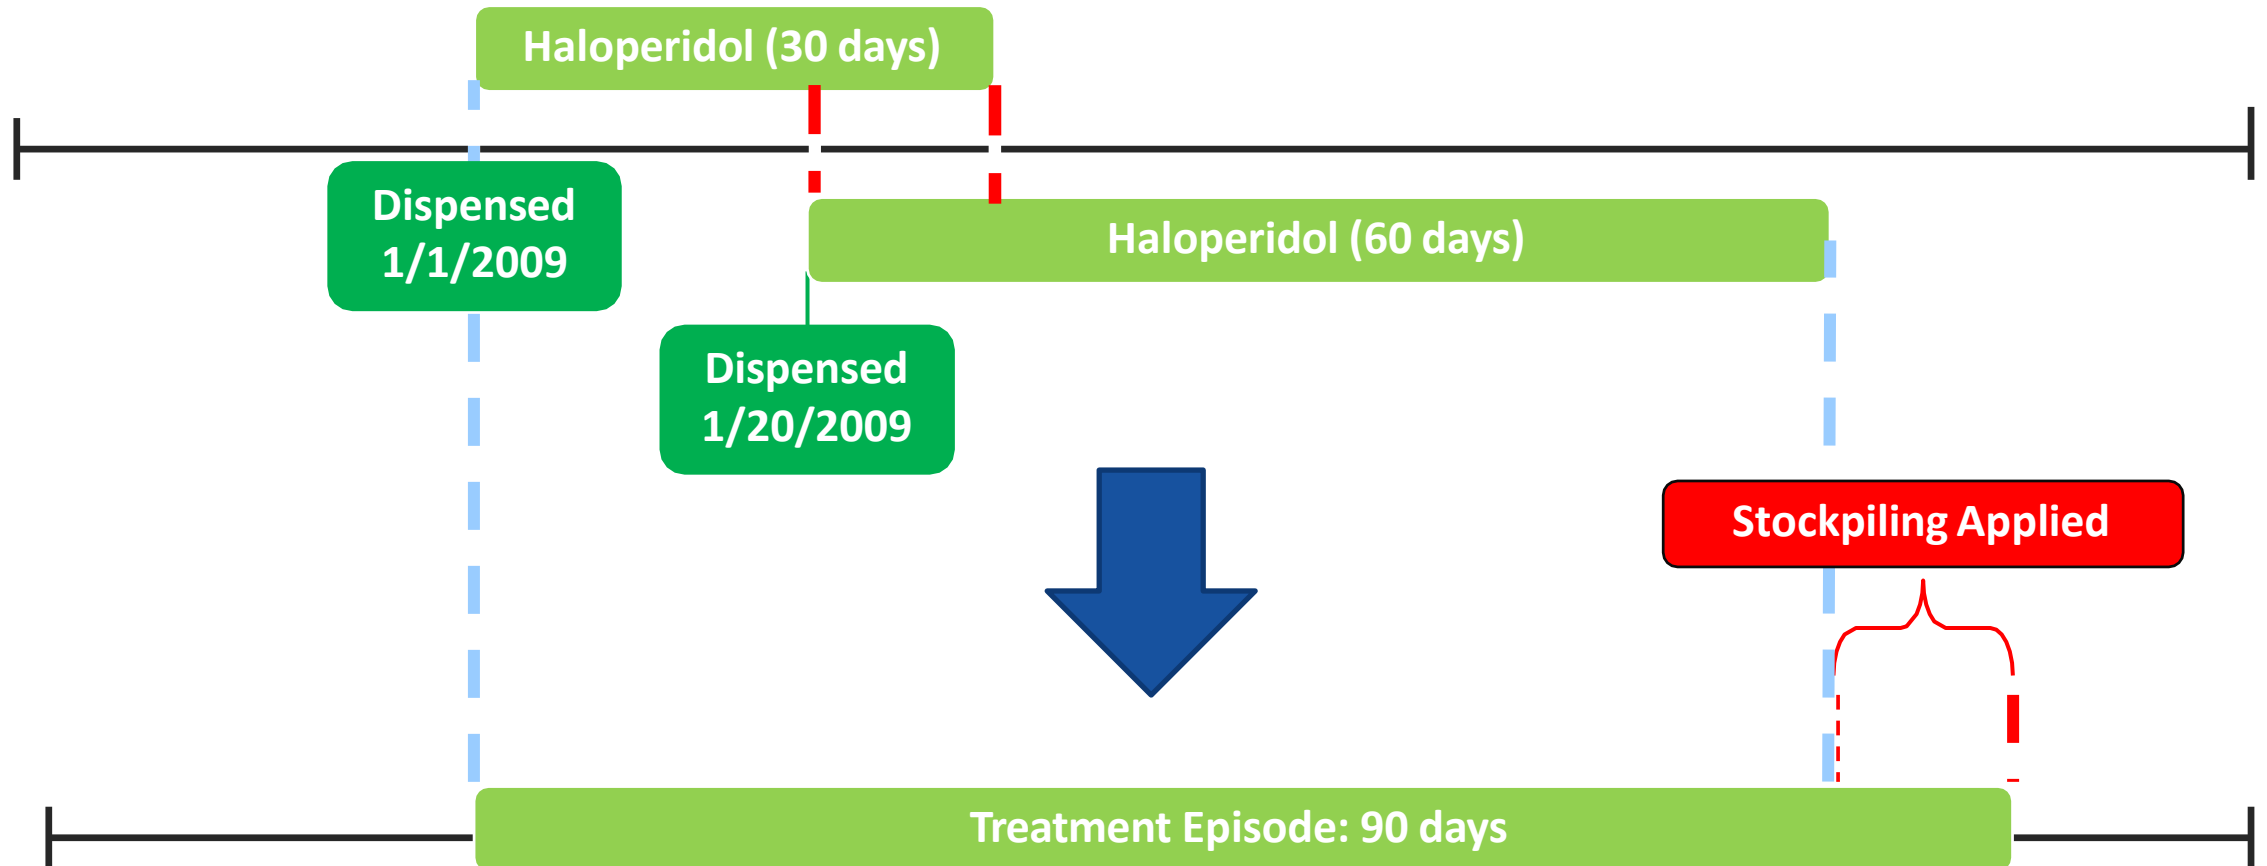 Haloperidol (30 days)
Dispensed
1/1/2009
Haloperidol (60 days)
Dispensed
1/20/2009
Stockpiling Applied
Treatment Episode: 90 days